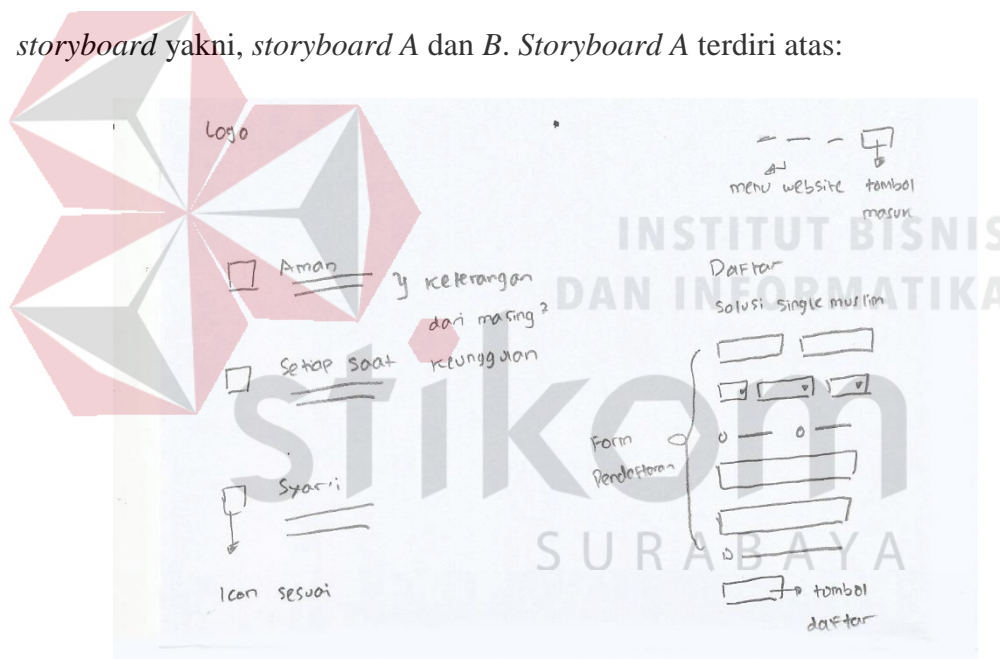 storyboard yakni, storyboard A dan B. Storyboard A terdiri atas:
Logo
menu website
tombol
masuk
Aman
keterangan
dari masing²
keunggulan
Setiap saat
Syar'i
Icon sesuai
Daftar
solusi single muslim
Form
Pendaftaran
tombol
daftar
INSTITUT BISNIS
DAN INFORMATIKA
stikom
SURABAYA